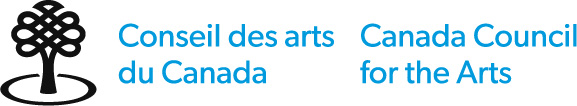 Conseil des arts
du Canada
Canada Council
for the Arts